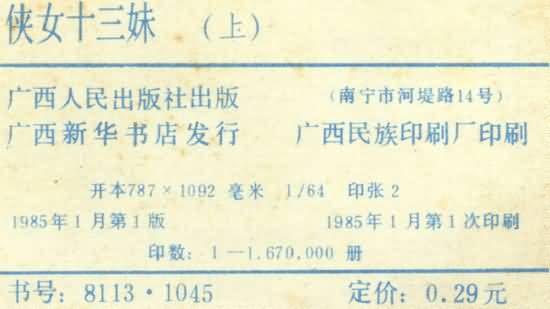 侠女十三妹 (上)
广西人民出版社出版 (南宁市河堤路14号)
广西新华书店发行 广西民族印刷厂印刷
开本787×1092 毫米 1/64 印张 2
1985年1月第1版 1985年1月第1次印刷
印数: 1—1,670,000 册
书号: 8113·1045 定价: 0.29元